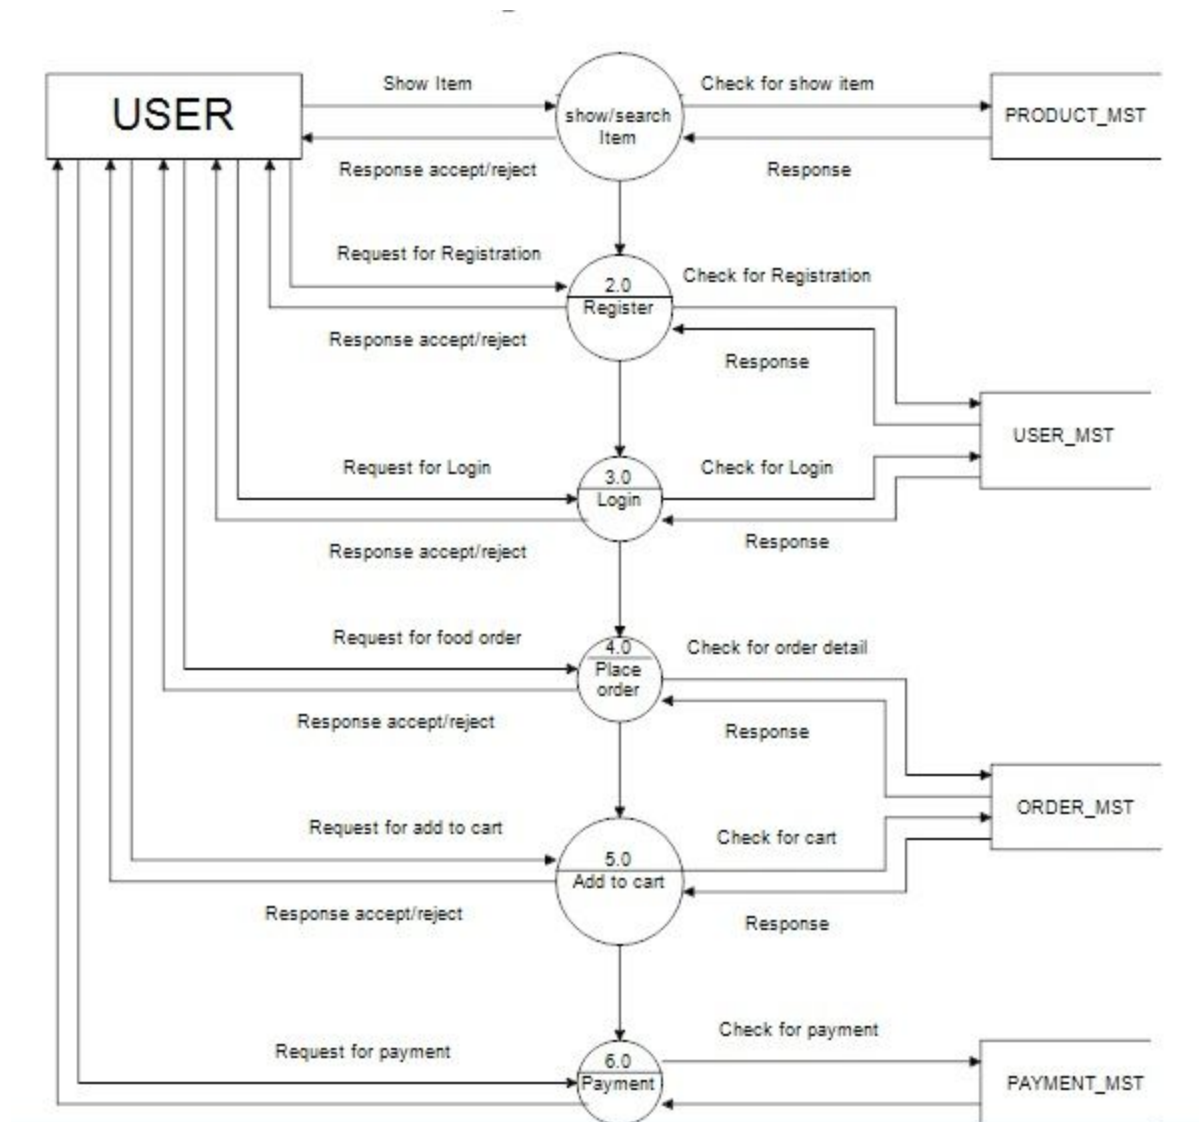 Show Item
Check for show item
USER
show/search
Item
PRODUCT_MST
Response accept/reject
Response
Request for Registration
Check for Registration
2.0
Register
Response accept/reject
Response
USER_MST
Request for Login
Check for Login
3.0
Login
Response accept/reject
Response
Request for food order
Check for order detail
4.0
Place
order
Response accept/reject
Response
ORDER_MST
Request for add to cart
Check for cart
5.0
Add to cart
Response accept/reject
Response
Request for payment
Check for payment
6.0
Payment
PAYMENT_MST